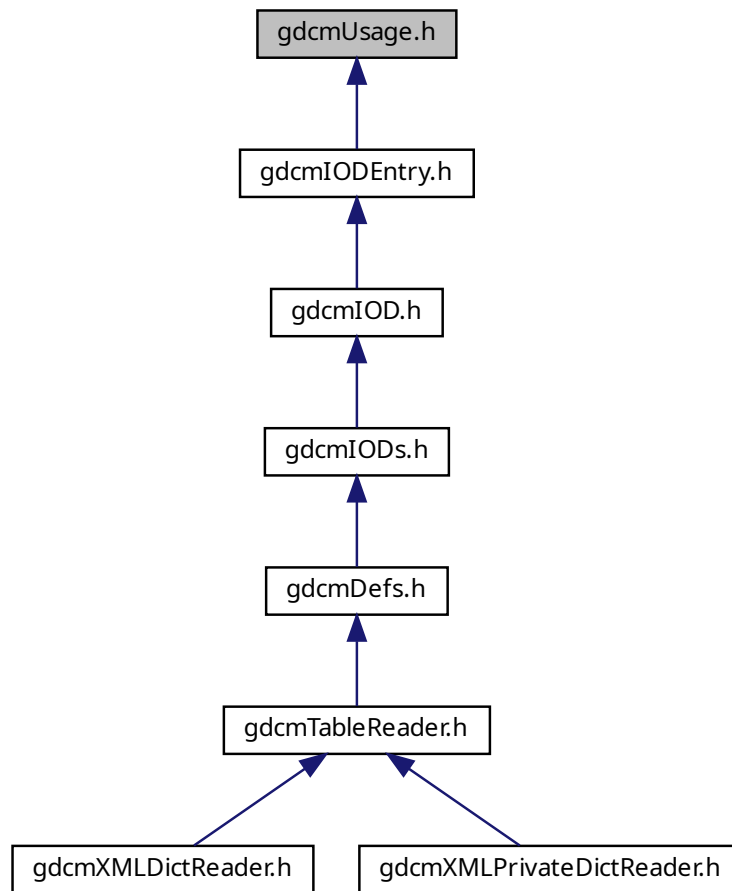 gdcmUsage.h
gdcmIODEntry.h
gdcmIOD.h
gdcmIODs.h
gdcmDefs.h
gdcmTableReader.h
gdcmXMLDictReader.h
gdcmXMLPrivateDictReader.h